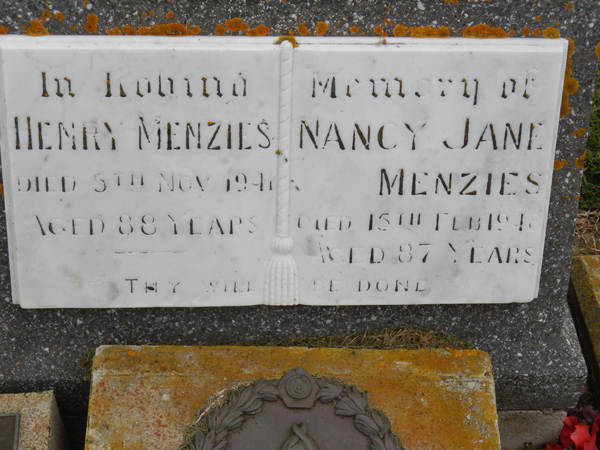 In Loving Memory of
HENRY MENZIES
DIED 5TH NOV.
AGED 88 YEARS
NANCY JANE
MENZIES
DIED 15TH FEB
AGED 87 YEARS
THY WILL BE DONE